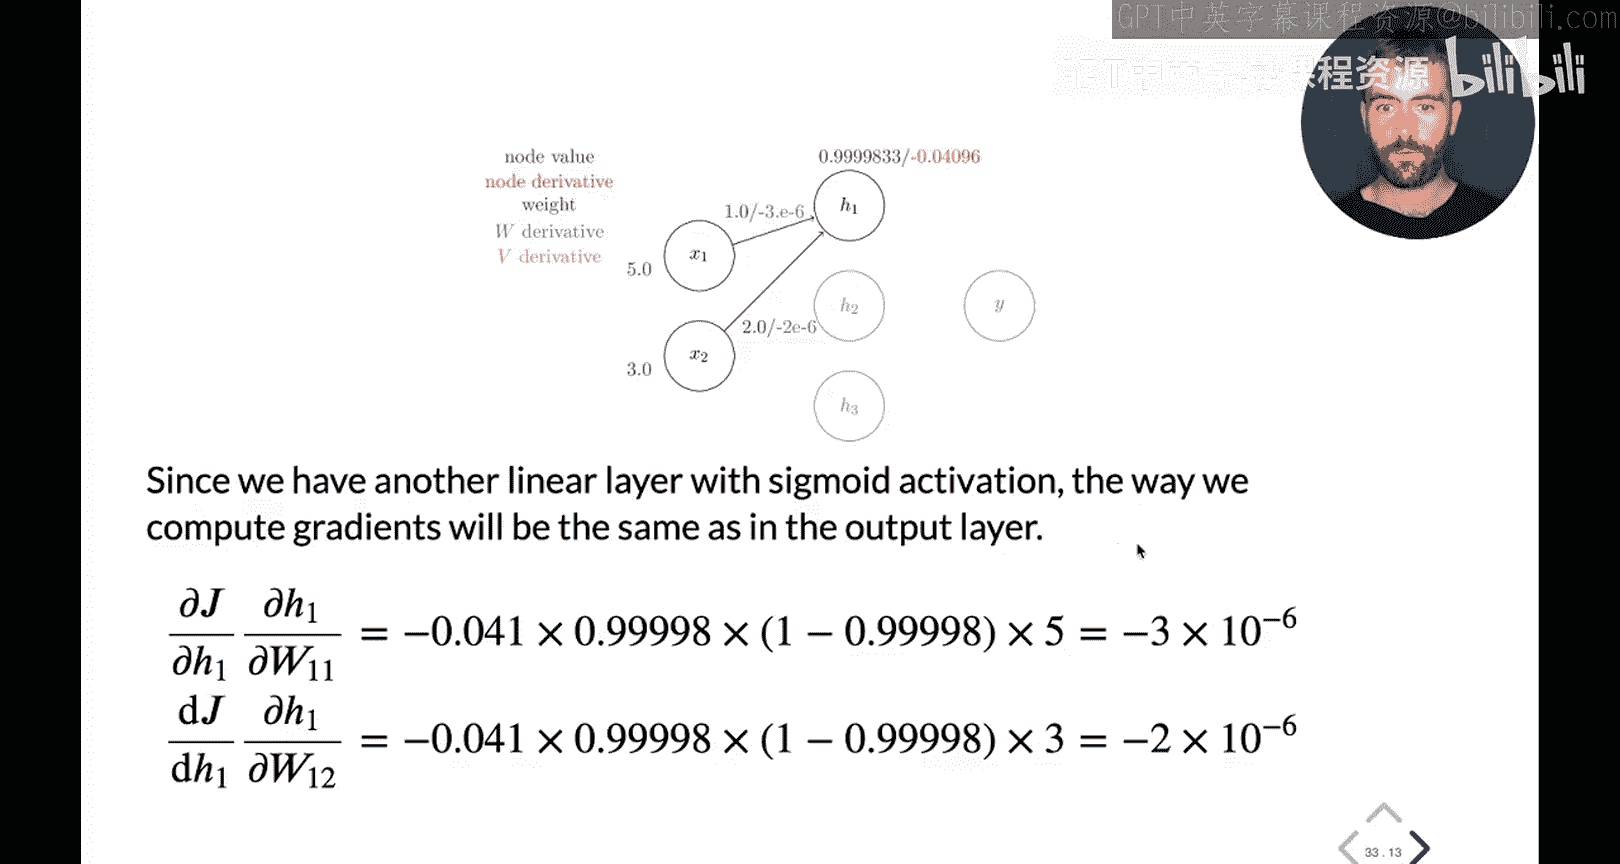 GPT中英字幕课程资源@bilibili.com
课程资源 bilibili
node value
node derivative
weight
W derivative
V derivative
0.9999833/-0.04096
1.0/-3.e-6
h1
x1
5.0
h2
y
2.0/-2e-6
x2
3.0
h3
Since we have another linear layer with sigmoid activation, the way we
compute gradients will be the same as in the output layer.
∂J/∂h₁ ∂h₁/∂W₁₁ = −0.041 × 0.99998 × (1 − 0.99998) × 5 = −3 × 10⁻⁶
dJ/dh₁ ∂h₁/∂W₁₂ = −0.041 × 0.99998 × (1 − 0.99998) × 3 = −2 × 10⁻⁶
33.13